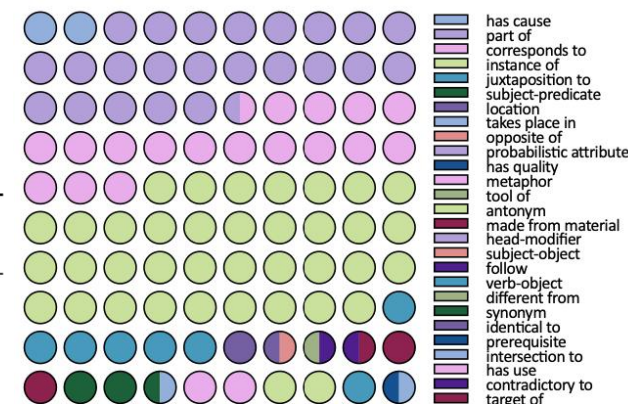 has cause
part of
corresponds to
instance of
juxtaposition to
subject-predicate
location
takes place in
opposite of
probabilistic attribute
has quality
metaphor
tool of
antonym
made from material
head-modifier
subject-object
follow
verb-object
different from
synonym
identical to
prerequisite
intersection to
has use
contradictory to
target of